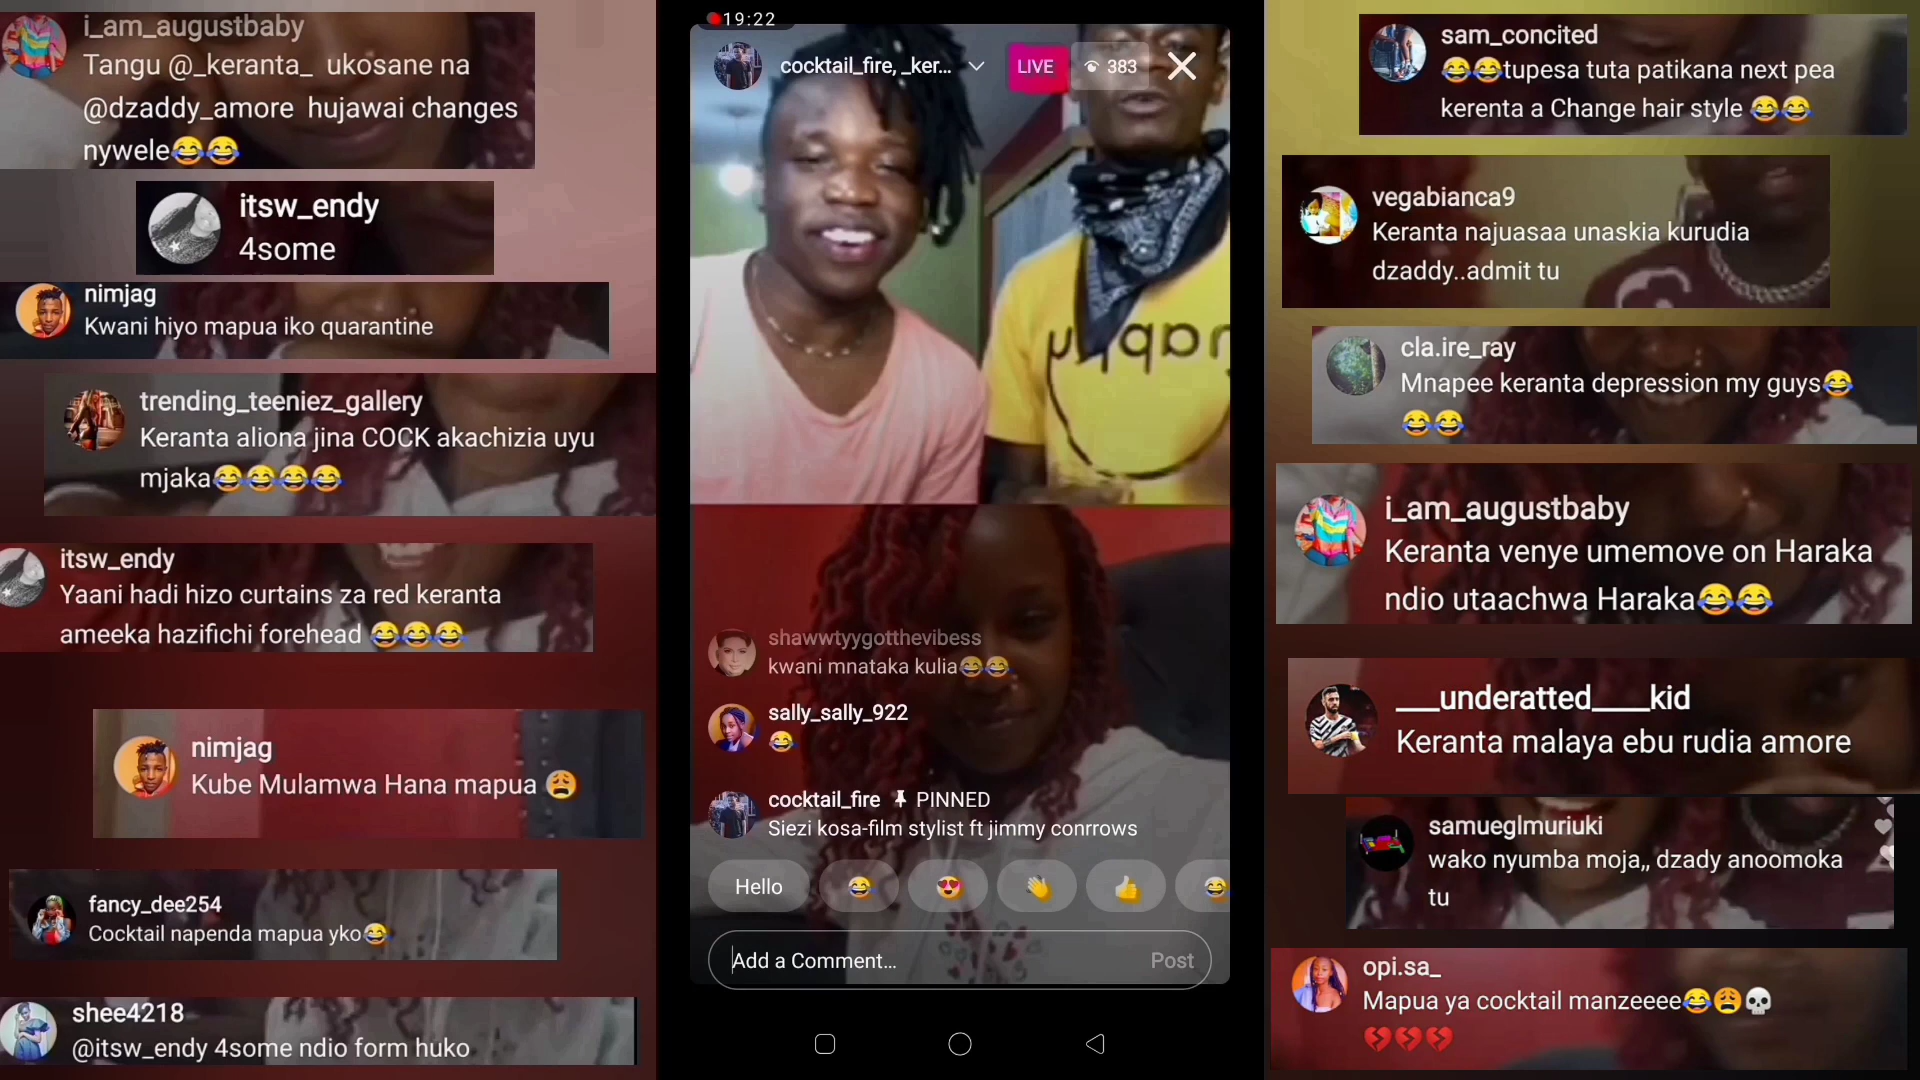 i_am_augustbaby
Tangu @_keranta_ ukosane na
@dzaddy_amore hujawai changes
nywele😂😂
itsw_endy
4some
nimjag
Kwani hiyo mapua iko quarantine
trending_teeniez_gallery
Keranta aliona jina COCK akachizia uyu
mjaka😂😂😂😂
itsw_endy
Yaani hadi hizo curtains za red keranta
ameeka hazifichi forehead 😂😂😂
nimjag
Kube Mulamwa Hana mapua 😩
fancy_dee254
Cocktail napenda mapua yko😂
shee4218
@itsw_endy 4some ndio form huko
19:22
cocktail_fire, _ker...
LIVE
383
shawwtyygotthevibess
kwani mnataka kulia😂😂
sally_sally_922
😂
cocktail_fire PINNED
Siezi kosa-film stylist ft jimmy conrrows
Hello 😂 😍 👋 👍 😂
Add a Comment...
Post
sam_concited
😂😂tupesa tuta patikana next pea
kerenta a Change hair style 😂😂
vegabianca9
Keranta najuasaa unaskia kurudia
dzaddy..admit tu
cla.ire_ray
Mnapee keranta depression my guys😂
😂😂
i_am_augustbaby
Keranta venye umemove on Haraka
ndio utaachwa Haraka😂😂
___underatted____kid
Keranta malaya ebu rudia amore
samueglmuriuki
wako nyumba moja,, dzady anoomoka
tu
opi.sa_
Mapua ya cocktail manzeeee😂😩💀
💔💔💔